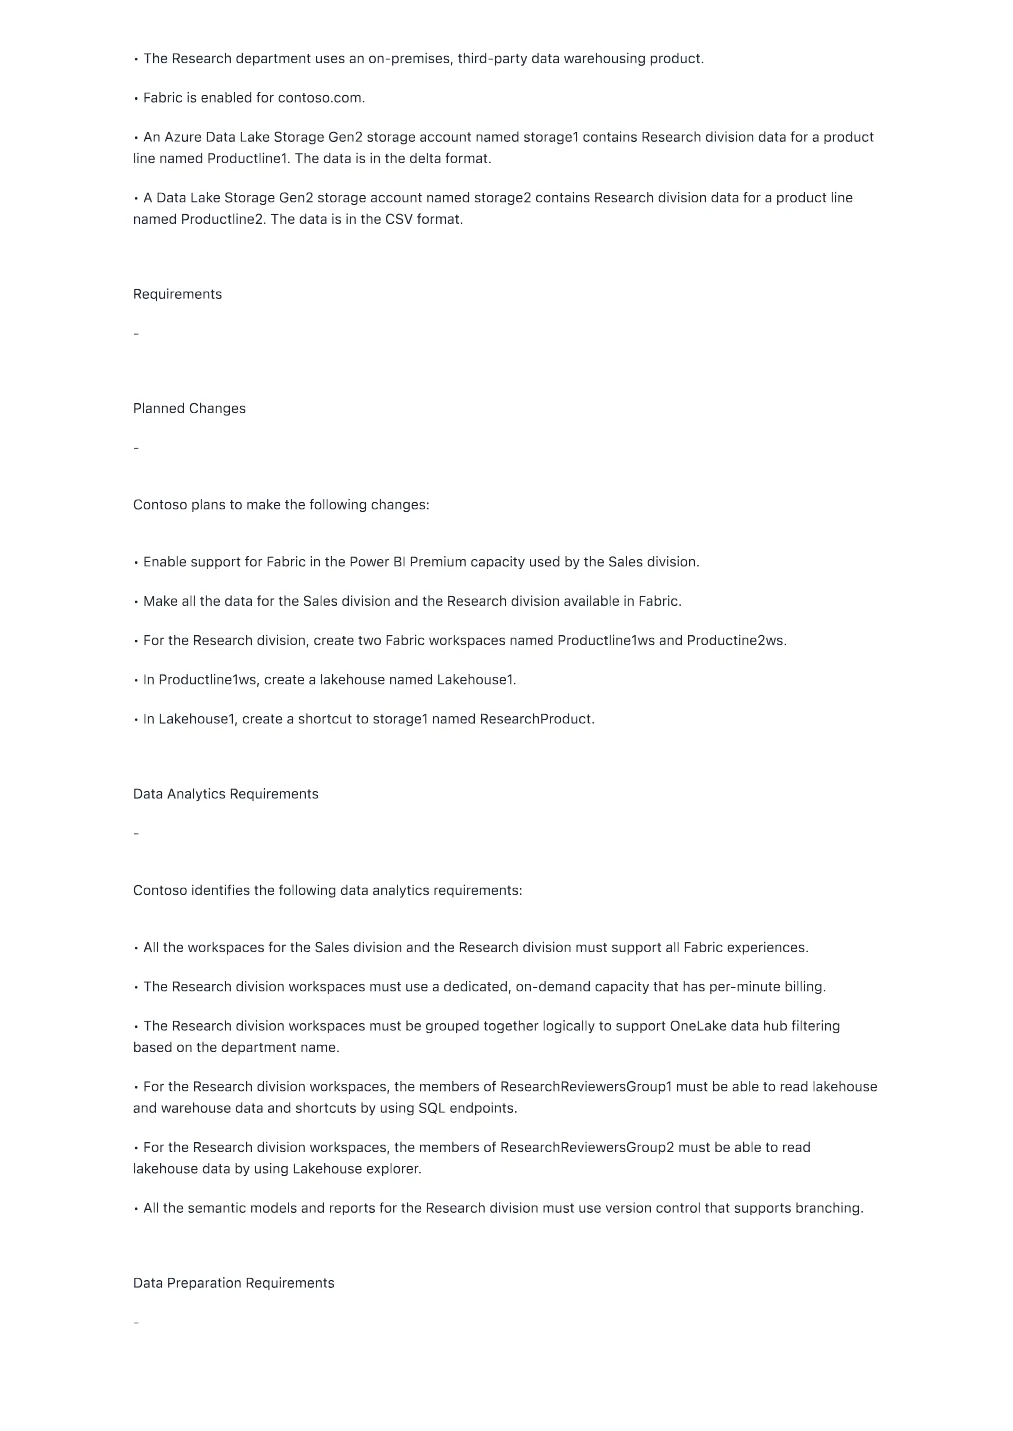 • The Research department uses an on-premises, third-party data warehousing product.
• Fabric is enabled for contoso.com.
• An Azure Data Lake Storage Gen2 storage account named storage1 contains Research division data for a product
line named Productline1. The data is in the delta format.
• A Data Lake Storage Gen2 storage account named storage2 contains Research division data for a product line
named Productline2. The data is in the CSV format.
Requirements
-
Planned Changes
-
Contoso plans to make the following changes:
• Enable support for Fabric in the Power BI Premium capacity used by the Sales division.
• Make all the data for the Sales division and the Research division available in Fabric.
• For the Research division, create two Fabric workspaces named Productline1ws and Productine2ws.
• In Productline1ws, create a lakehouse named Lakehouse1.
• In Lakehouse1, create a shortcut to storage1 named ResearchProduct.
Data Analytics Requirements
-
Contoso identifies the following data analytics requirements:
• All the workspaces for the Sales division and the Research division must support all Fabric experiences.
• The Research division workspaces must use a dedicated, on-demand capacity that has per-minute billing.
• The Research division workspaces must be grouped together logically to support OneLake data hub filtering
based on the department name.
• For the Research division workspaces, the members of ResearchReviewersGroup1 must be able to read lakehouse
and warehouse data and shortcuts by using SQL endpoints.
• For the Research division workspaces, the members of ResearchReviewersGroup2 must be able to read
lakehouse data by using Lakehouse explorer.
• All the semantic models and reports for the Research division must use version control that supports branching.
Data Preparation Requirements
-